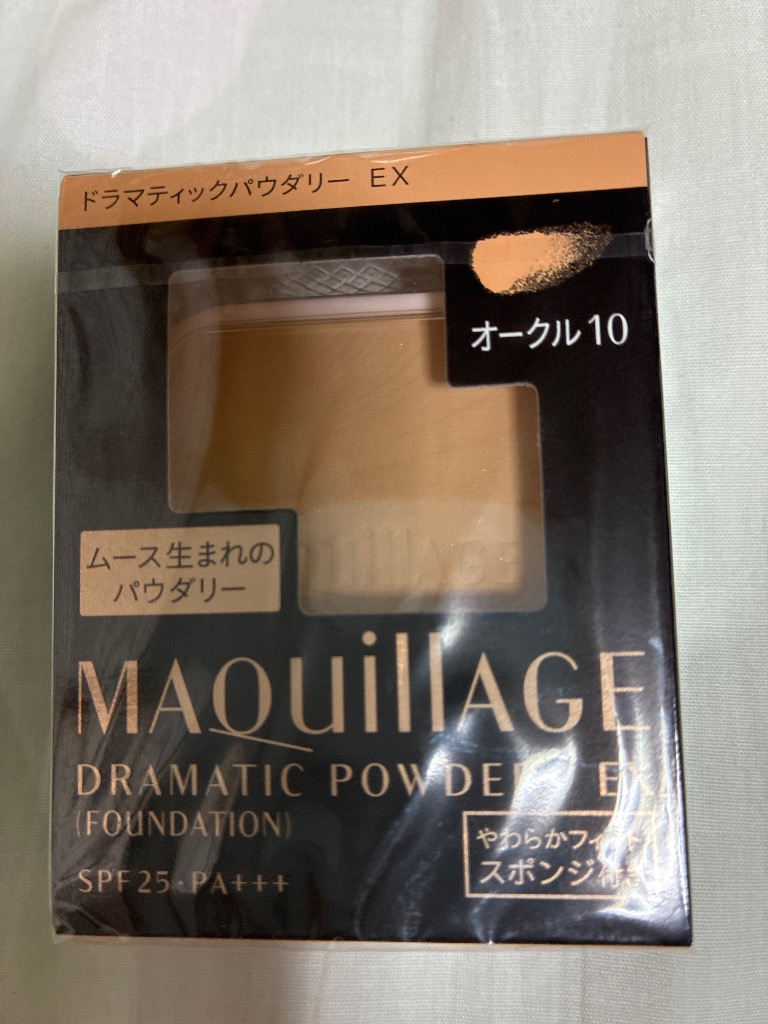 ドラマティックパウダリー EX
オークル10
ムース生まれの
パウダリー
MAQuillAGE
DRAMATIC POWDER EX
(FOUNDATION)
SPF25・PA+++
やわらかフィット
スポンジ付き